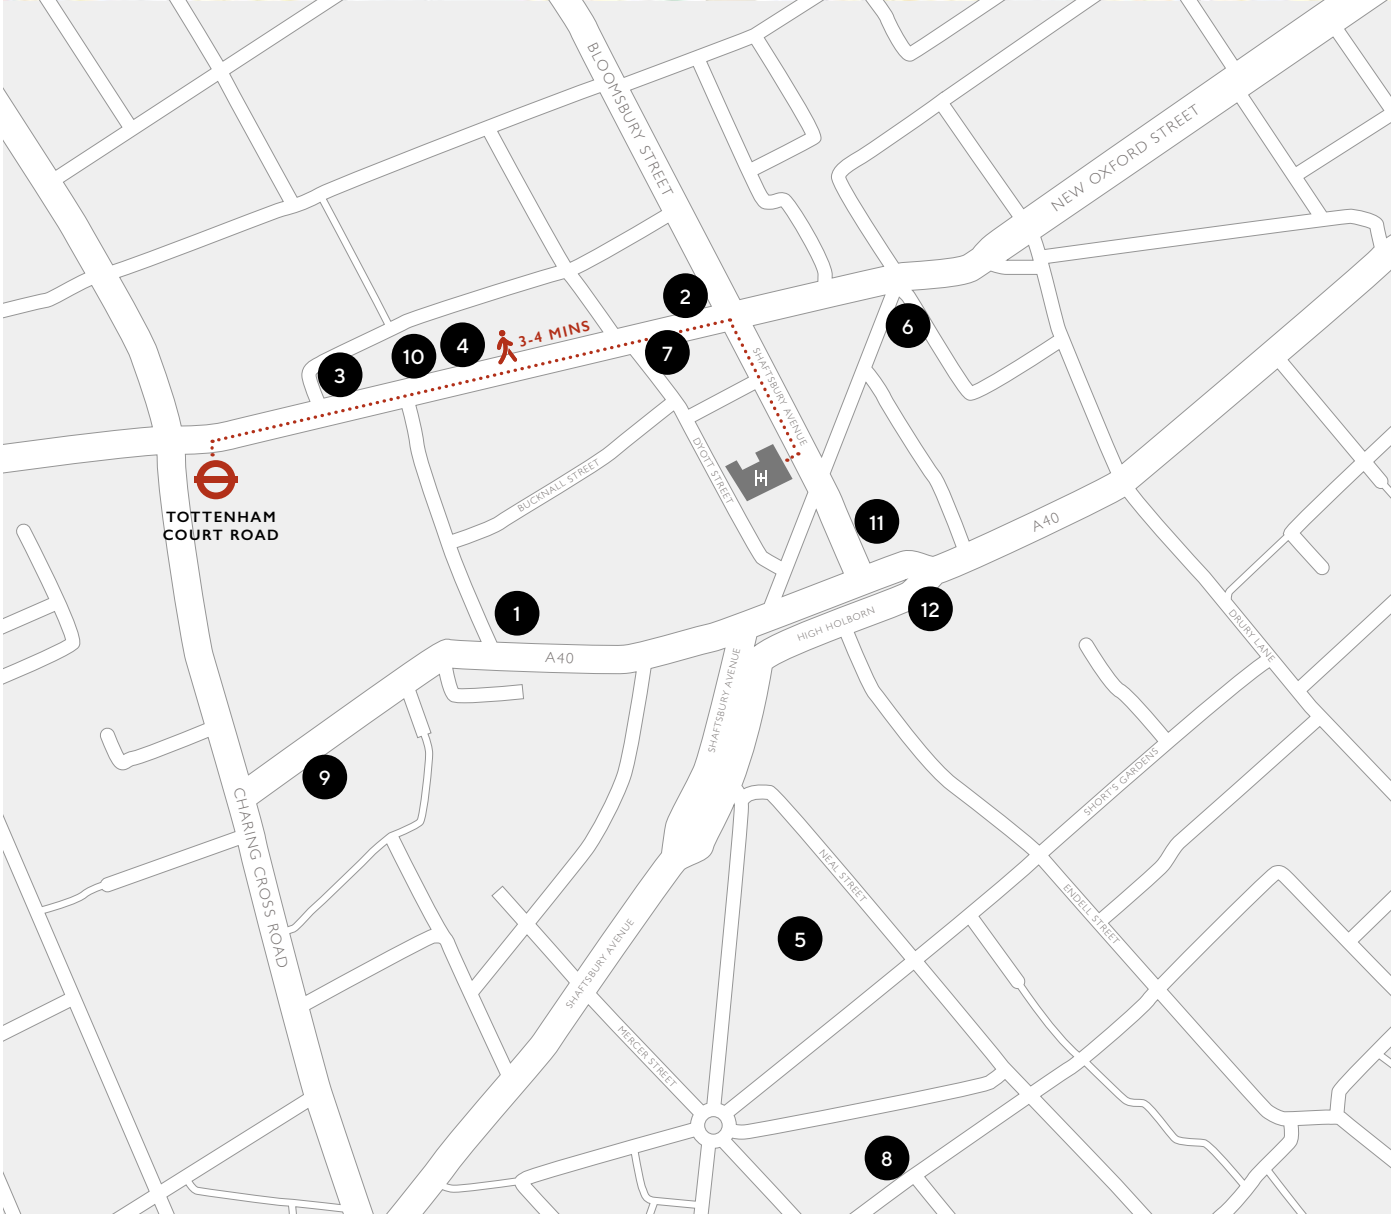 BLOOMSBURY STREET
NEW OXFORD STREET
2
6
3-4 MINS
4
10
7
3
SHAFTSBURY AVENUE
DYOTT STREET
BUCKNALL STREET
H
TOTTENHAM
COURT ROAD
11
A40
1
12
HIGH HOLBORN
DRURY LANE
A40
SHAFTSBURY AVENUE
9
SHORT'S GARDENS
CHARING CROSS ROAD
NEAL STREET
ENDELL STREET
5
SHAFTSBURY AVENUE
MERCER STREET
8